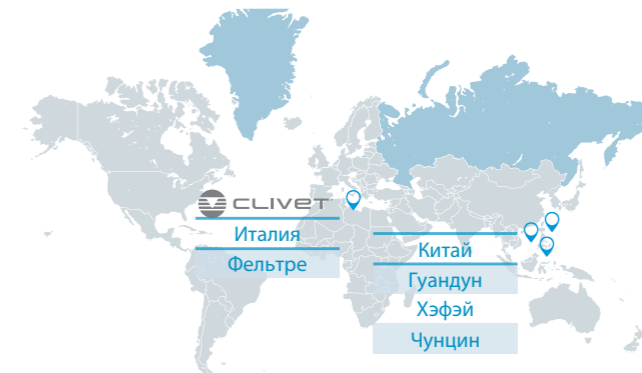 CLIVET
Италия
Фельтре
Китай
Гуандун
Хэфэй
Чунцин